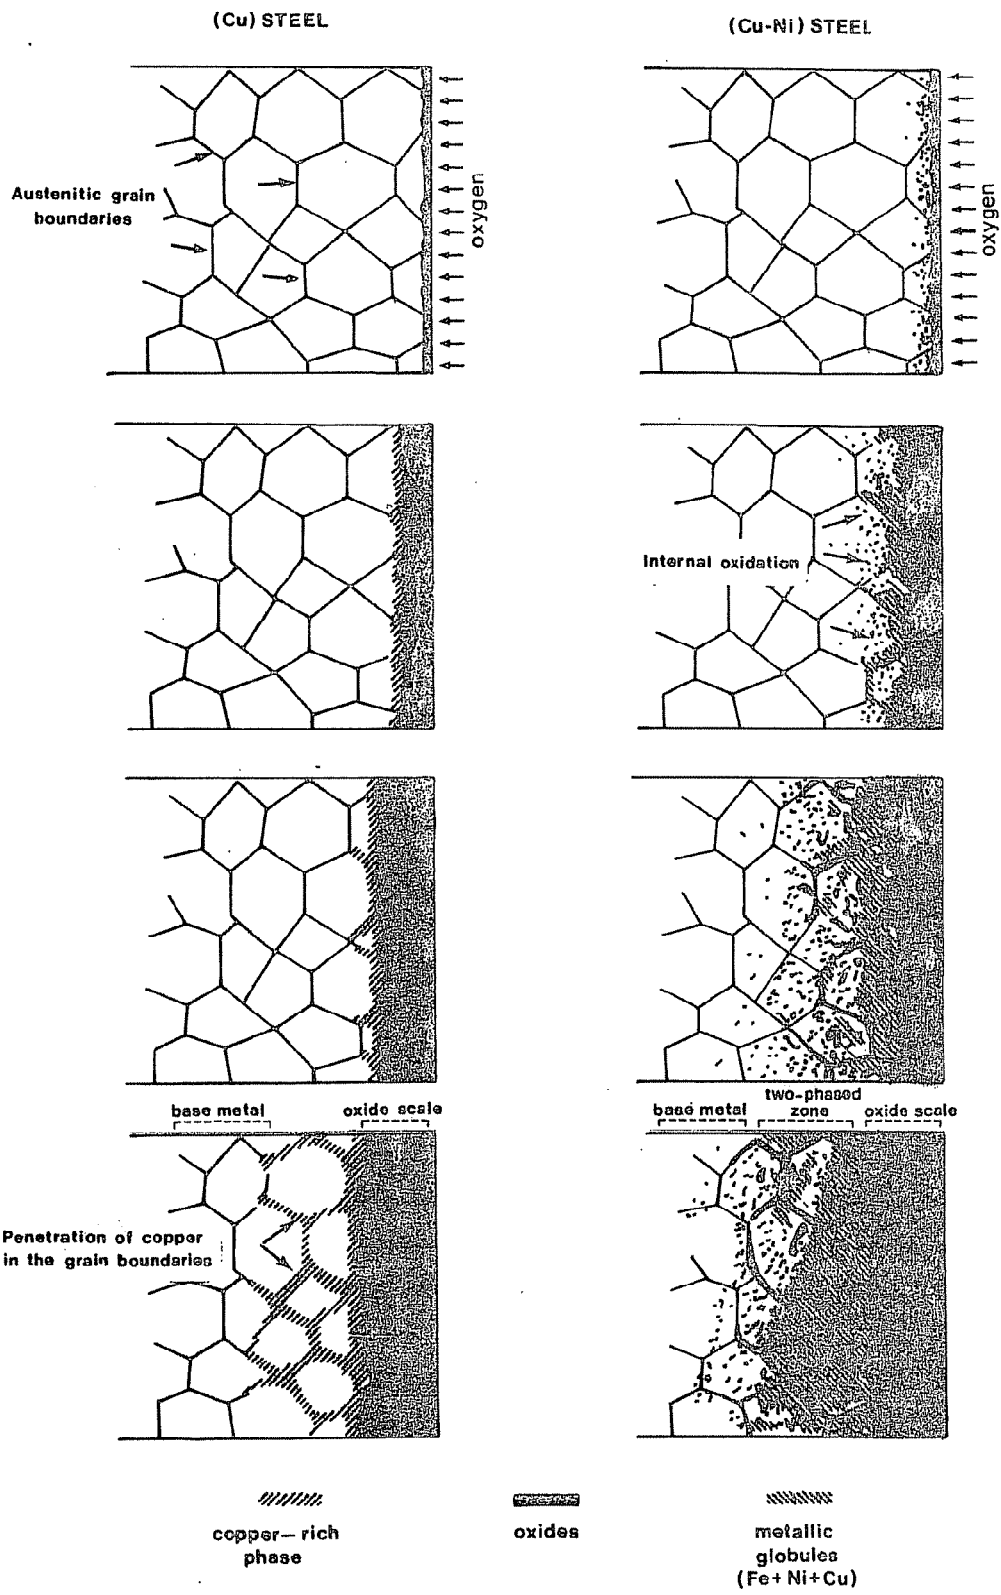 (Cu) STEEL
(Cu-Ni) STEEL
Austenitic grain
boundaries
oxygen
oxygen
Internal oxidation
base metal
oxide scale
two-phased
zone
base metal
oxide scale
Penetration of copper
in the grain boundaries
copper-rich
phase
oxides
metallic
globules
(Fe+Ni+Cu)